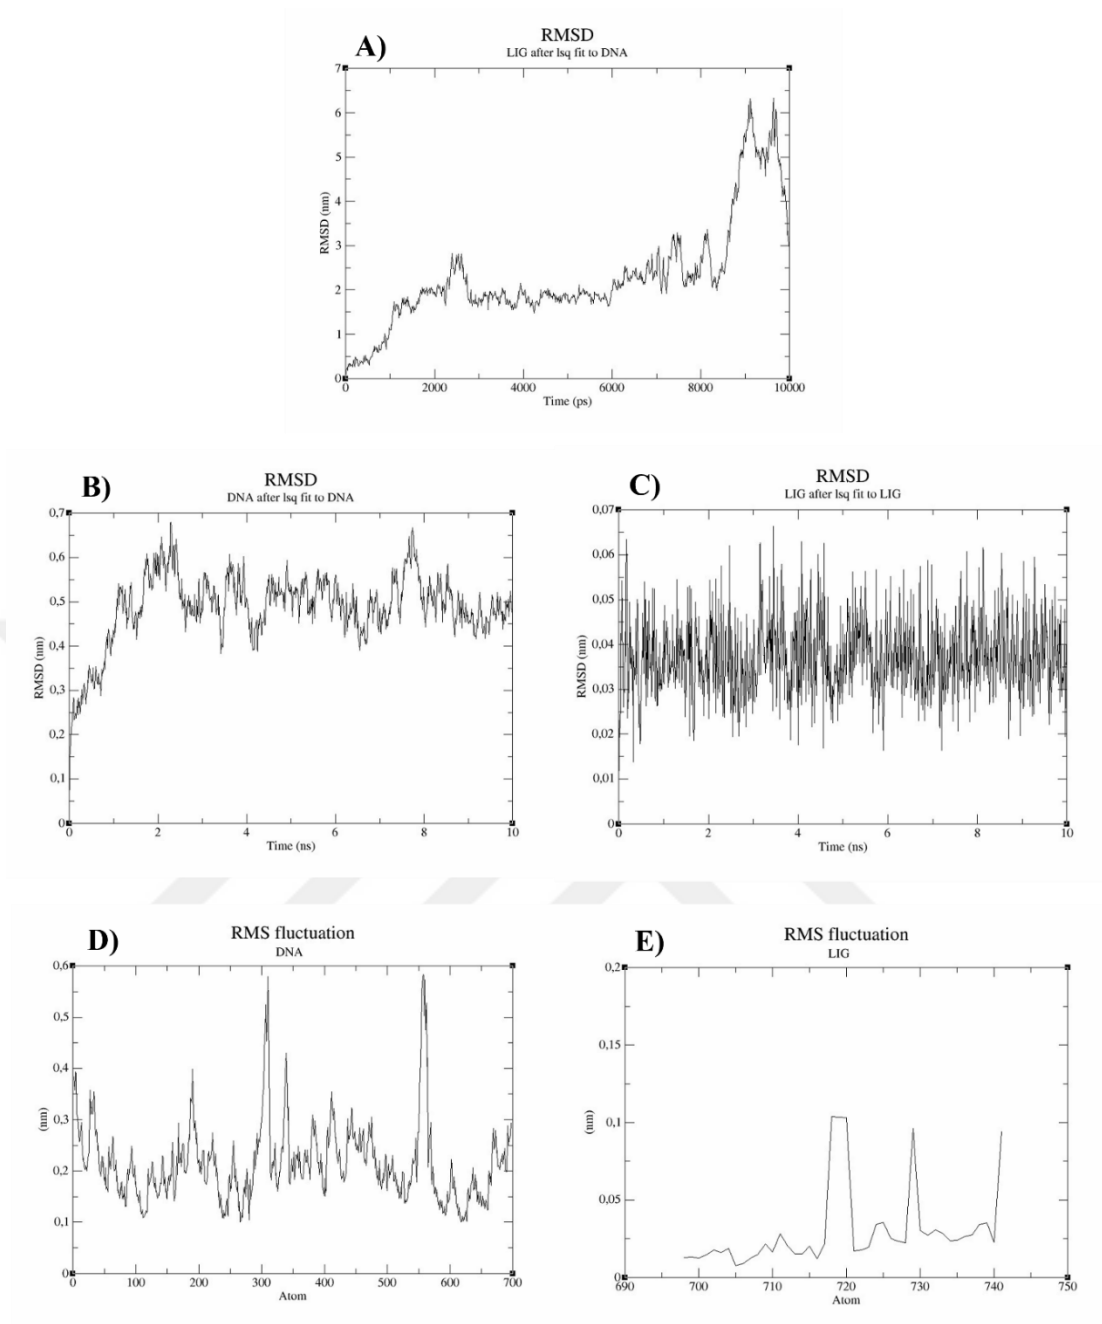 A)
RMSD
LIG after lsq fit to DNA
7
6
5
4
3
2
1
0
RMSD (nm)
0 2000 4000 6000 8000 10000
Time (ps)
B)
RMSD
DNA after lsq fit to DNA
0,7
0,6
0,5
0,4
0,3
0,2
0,1
0
RMSD (nm)
0 2 4 6 8 10
Time (ns)
C)
RMSD
LIG after lsq fit to LIG
0,07
0,06
0,05
0,04
0,03
0,02
0,01
0
RMSD (nm)
0 2 4 6 8 10
Time (ns)
D)
RMS fluctuation
DNA
0,6
0,5
0,4
0,3
0,2
0,1
0
(nm)
0 100 200 300 400 500 600 700
Atom
E)
RMS fluctuation
LIG
0,2
0,15
0,1
0,05
0
(nm)
690 700 710 720 730 740 750
Atom